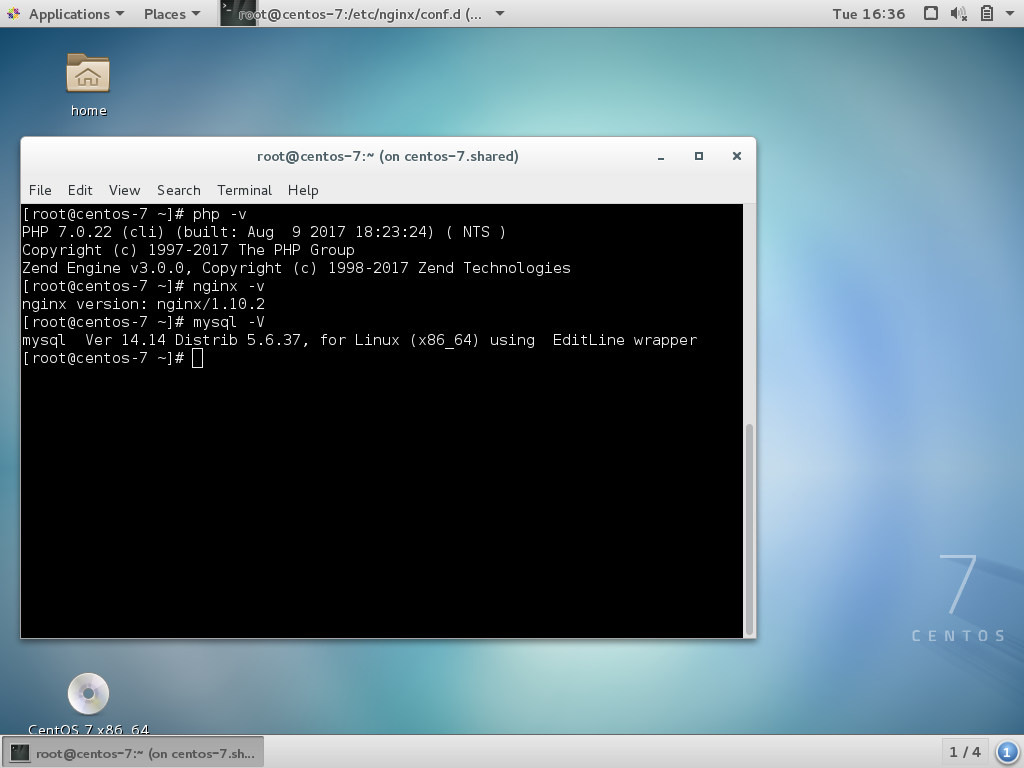 Applications Places root@centos-7:/etc/nginx/conf.d (... Tue 16:36
home
root@centos-7:~ (on centos-7.shared)
File Edit View Search Terminal Help
[root@centos-7 ~]# php -v
PHP 7.0.22 (cli) (built: Aug  9 2017 18:23:24) ( NTS )
Copyright (c) 1997-2017 The PHP Group
Zend Engine v3.0.0, Copyright (c) 1998-2017 Zend Technologies
[root@centos-7 ~]# nginx -v
nginx version: nginx/1.10.2
[root@centos-7 ~]# mysql -V
mysql  Ver 14.14 Distrib 5.6.37, for Linux (x86_64) using  EditLine wrapper
[root@centos-7 ~]#
7
CENTOS
CentOS 7 x86_64
root@centos-7:~ (on centos-7.sh... 1 / 4 1